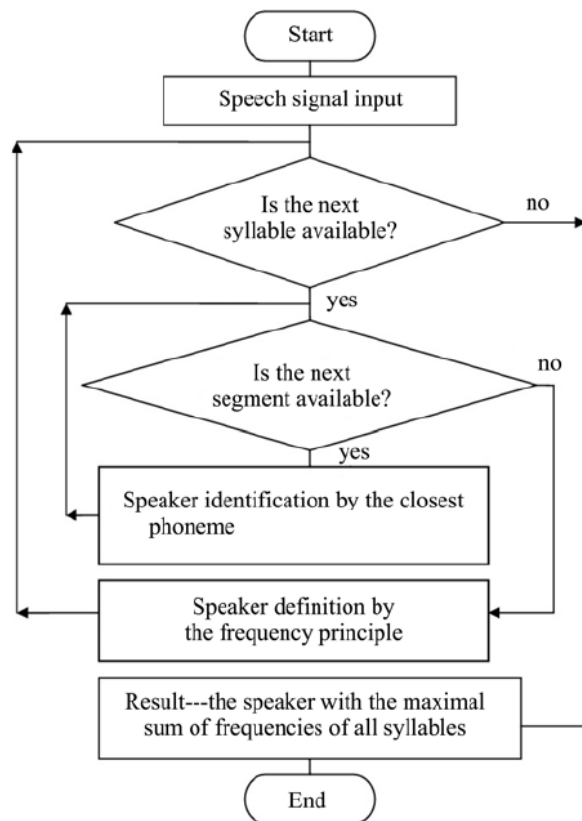 Start
Speech signal input
Is the next
syllable available?
no
yes
Is the next
segment available?
no
yes
Speaker identification by the closest
phoneme
Speaker definition by
the frequency principle
Result---the speaker with the maximal
sum of frequencies of all syllables
End